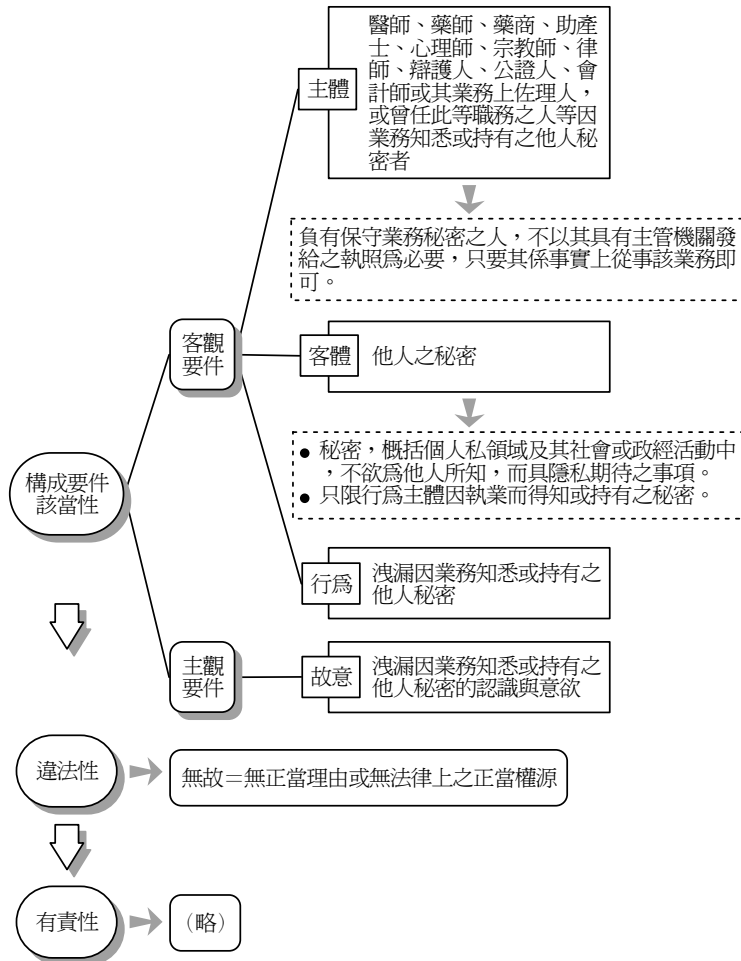 主體
醫師、藥師、藥商、助產
士、心理師、宗教師、律
師、辯護人、公證人、會
計師或其業務上佐理人，
或曾任此等職務之人等因
業務知悉或持有之他人秘
密者
負有保守業務秘密之人，不以其具有主管機關發
給之執照爲必要，只要其係事實上從事該業務即
可。
客觀
要件
客體
他人之秘密
● 秘密，概括個人私領域及其社會或政經活動中
，不欲爲他人所知，而具隱私期待之事項。
● 只限行爲主體因執業而得知或持有之秘密。
構成要件
該當性
行爲
洩漏因業務知悉或持有之
他人秘密
主觀
要件
故意
洩漏因業務知悉或持有之
他人秘密的認識與意欲
違法性
無故＝無正當理由或無法律上之正當權源
有責性
（略）